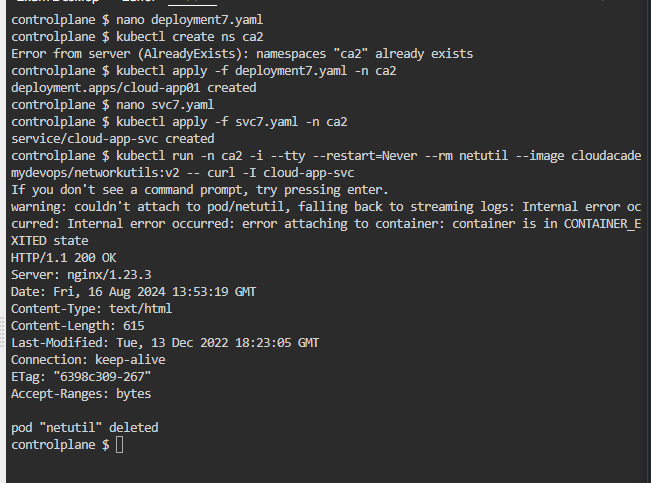 controlplane $ nano deployment7.yaml
controlplane $ kubectl create ns ca2
Error from server (AlreadyExists): namespaces "ca2" already exists
controlplane $ kubectl apply -f deployment7.yaml -n ca2
deployment.apps/cloud-app01 created
controlplane $ nano svc7.yaml
controlplane $ kubectl apply -f svc7.yaml -n ca2
service/cloud-app-svc created
controlplane $ kubectl run -n ca2 -i --tty --restart=Never --rm netutil --image cloudacade
mydevops/networkutils:v2 -- curl -I cloud-app-svc
If you don't see a command prompt, try pressing enter.
warning: couldn't attach to pod/netutil, falling back to streaming logs: Internal error oc
curred: Internal error occurred: error attaching to container: container is in CONTAINER_E
XITED state
HTTP/1.1 200 OK
Server: nginx/1.23.3
Date: Fri, 16 Aug 2024 13:53:19 GMT
Content-Type: text/html
Content-Length: 615
Last-Modified: Tue, 13 Dec 2022 18:23:05 GMT
Connection: keep-alive
ETag: "6398c309-267"
Accept-Ranges: bytes
pod "netutil" deleted
controlplane $